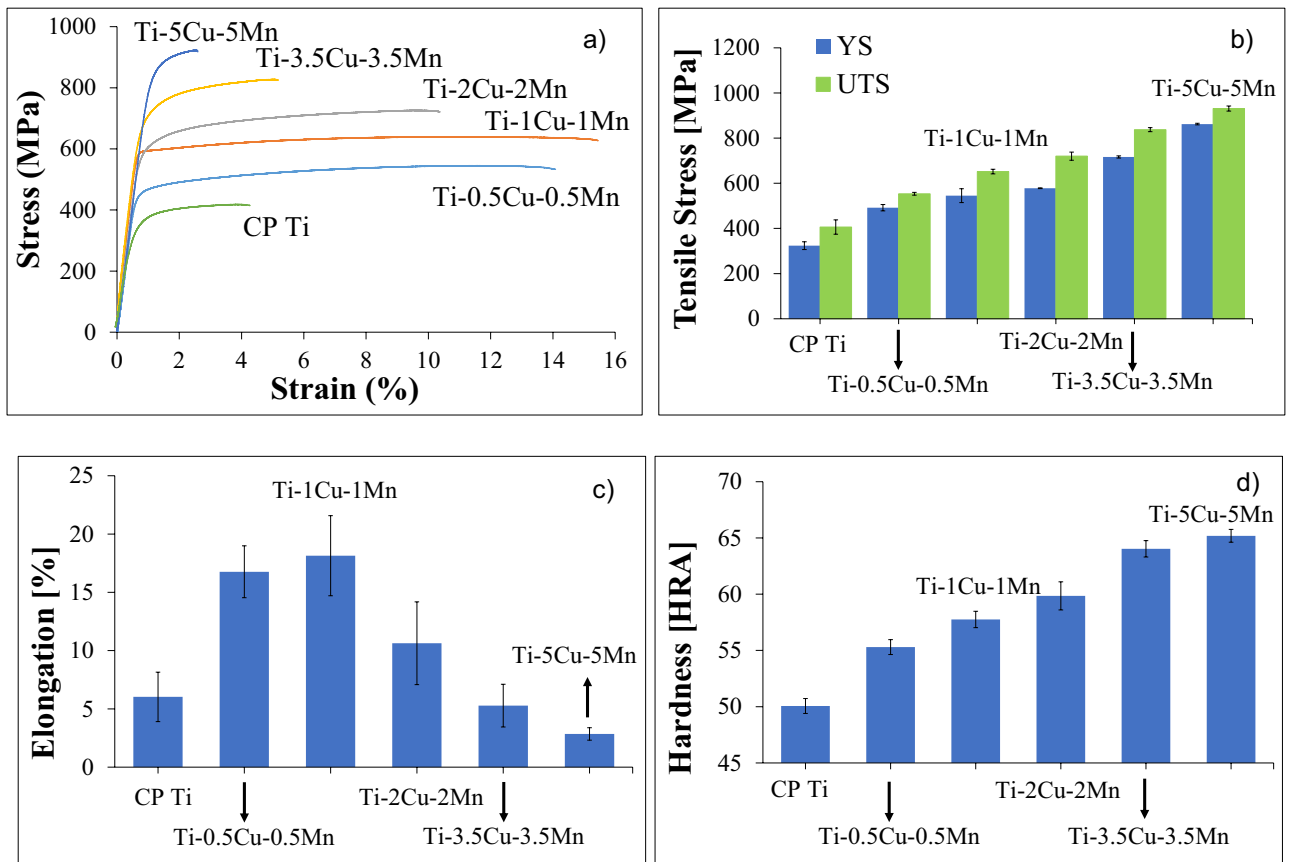 a)
Stress (MPa)
1000
800
600
400
200
0
Ti-5Cu-5Mn
Ti-3.5Cu-3.5Mn
Ti-2Cu-2Mn
Ti-1Cu-1Mn
Ti-0.5Cu-0.5Mn
CP Ti
0 2 4 6 8 10 12 14 16
Strain (%)
b)
Tensile Stress [MPa]
1200
1000
800
600
400
200
0
YS
UTS
Ti-5Cu-5Mn
Ti-1Cu-1Mn
CP Ti
Ti-2Cu-2Mn
Ti-0.5Cu-0.5Mn
Ti-3.5Cu-3.5Mn
c)
Elongation [%]
25
20
15
10
5
0
Ti-1Cu-1Mn
Ti-5Cu-5Mn
CP Ti
Ti-2Cu-2Mn
Ti-0.5Cu-0.5Mn
Ti-3.5Cu-3.5Mn
d)
Hardness [HRA]
70
65
60
55
50
45
Ti-5Cu-5Mn
Ti-1Cu-1Mn
CP Ti
Ti-2Cu-2Mn
Ti-0.5Cu-0.5Mn
Ti-3.5Cu-3.5Mn